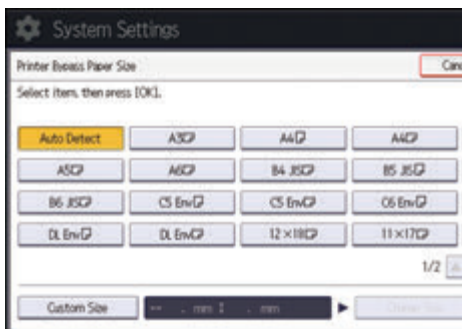 System Settings
Printer Bypass Paper Size
Canc
Select item, then press [OK].
Auto Detect A3 A4 A4
A5 A6 B4 JIS B5 JIS
B6 JIS C5 Env C5 Env C6 Env
DL Env DL Env 12×18 11×17
1/2
Custom Size -- . mm . mm